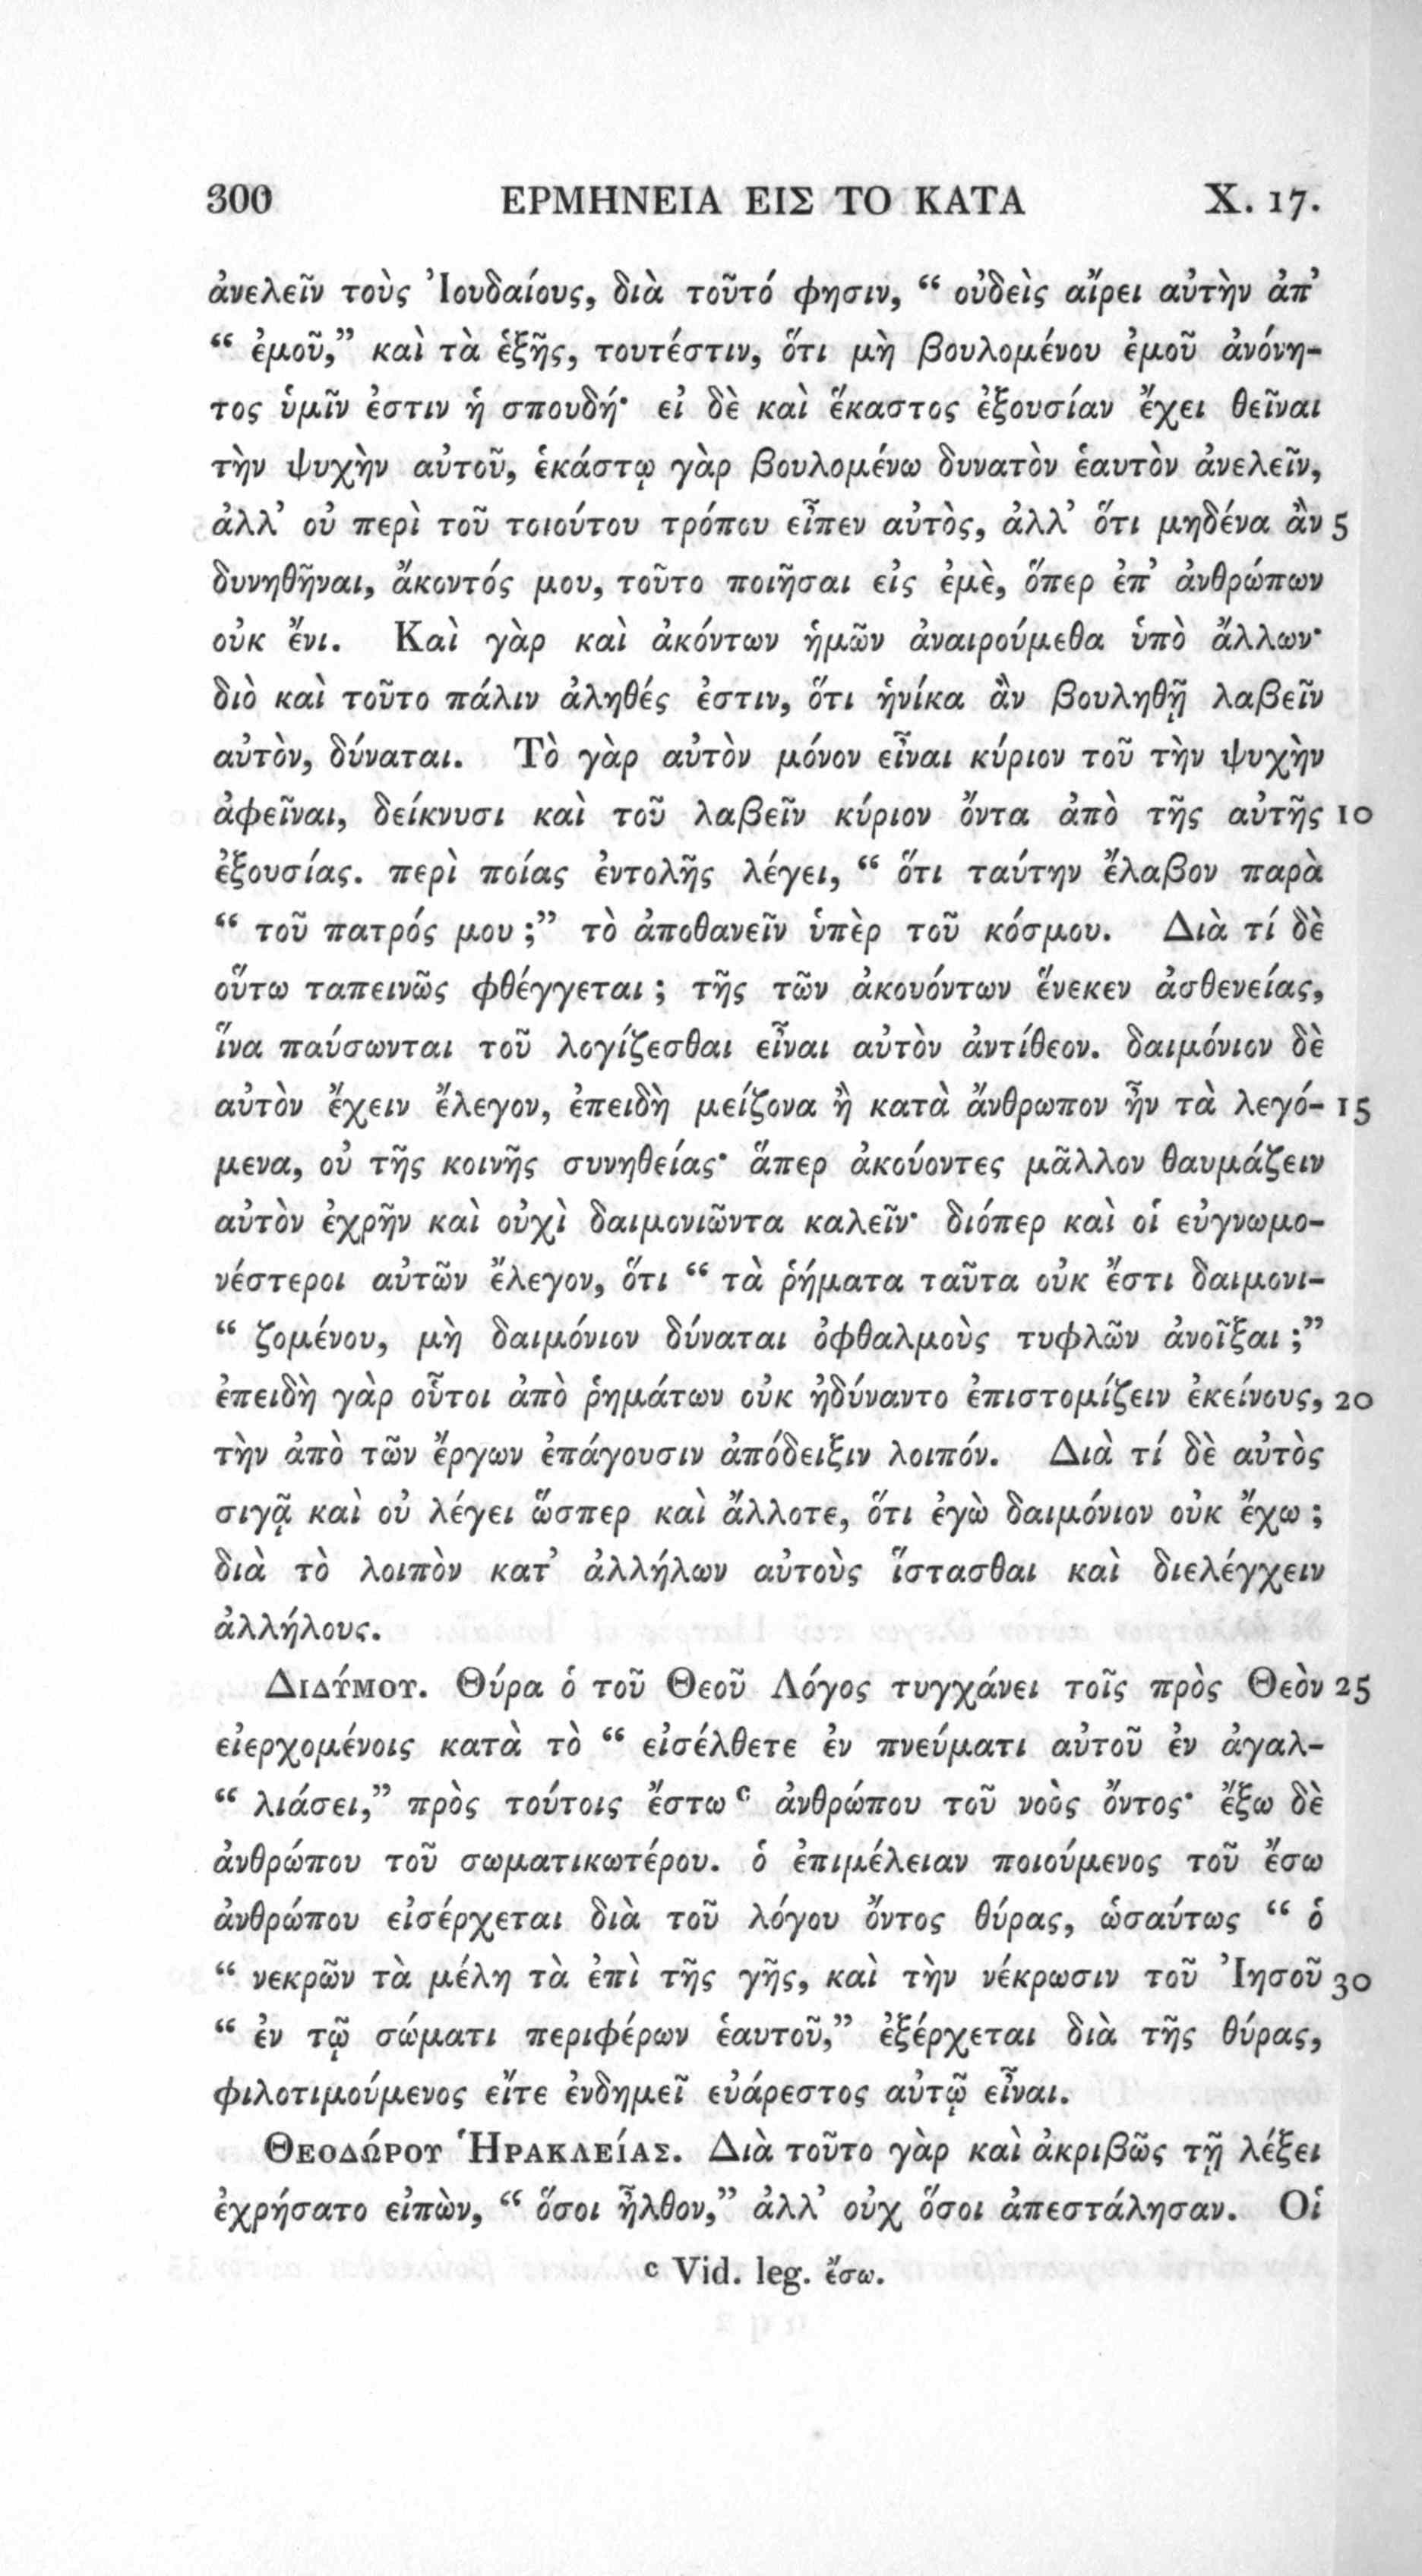 300 ΕΡΜΗΝΕΙΑ ΕΙΣ ΤΟ ΚΑΤΑ X. 17.
ἀνελεῖν τοὺς Ἰουδαίους, διὰ τοῦτό φησιν, “ οὐδεὶς αἴρει αὐτὴν ἀπ’
“ ἐμοῦ,” καὶ τὰ ἑξῆς, τουτέστιν, ὅτι μὴ βουλομένου ἐμοῦ ἀνόνη-
τος ὑμῖν ἐστιν ἡ σπουδή· εἰ δὲ καὶ ἕκαστος ἐξουσίαν ἔχει θεῖναι
τὴν ψυχὴν αὐτοῦ, ἑκάστῳ γὰρ βουλομένω δυνατὸν ἑαυτὸν ἀνελεῖν,
ἀλλ’ οὐ περὶ τοῦ τοιούτου τρόπου εἶπεν αὐτὸς, ἀλλ’ ὅτι μηδένα ἂν 5
δυνηθῆναι, ἄκοντός μου, τοῦτο ποιῆσαι εἰς ἐμὲ, ὅπερ ἐπ’ ἀνθρώπων
οὐκ ἔνι. Καὶ γὰρ καὶ ἀκόντων ἡμῶν ἀναιρούμεθα ὑπὸ ἄλλων·
διὸ καὶ τοῦτο πάλιν ἀληθές ἐστιν, ὅτι ἡνίκα ἂν βουληθῇ λαβεῖν
αὐτὸν, δύναται. Τὸ γὰρ αὐτὸν μόνον εἶναι κύριον τοῦ τὴν ψυχὴν
ἀφεῖναι, δείκνυσι καὶ τοῦ λαβεῖν κύριον ὄντα ἀπὸ τῆς αὐτῆς 10
ἐξουσίας. περὶ ποίας ἐντολῆς λέγει, “ ὅτι ταύτην ἔλαβον παρὰ
“ τοῦ πατρός μου ;” τὸ ἀποθανεῖν ὑπὲρ τοῦ κόσμου. Διὰ τί δὲ
οὕτω ταπεινῶς φθέγγεται ; τῆς τῶν ἀκουόντων ἕνεκεν ἀσθενείας,
ἵνα παύσωνται τοῦ λογίζεσθαι εἶναι αὐτὸν ἀντίθεον. δαιμόνιον δὲ
αὐτὸν ἔχειν ἔλεγον, ἐπειδὴ μείζονα ἢ κατὰ ἄνθρωπον ἦν τὰ λεγό- 15
μενα, οὐ τῆς κοινῆς συνηθείας· ἅπερ ἀκούοντες μᾶλλον θαυμάζειν
αὐτὸν ἐχρῆν καὶ οὐχὶ δαιμονιῶντα καλεῖν· διόπερ καὶ οἱ εὐγνωμο-
νέστεροι αὐτῶν ἔλεγον, ὅτι “ τὰ ῥήματα ταῦτα οὐκ ἔστι δαιμονι-
“ ζομένου, μὴ δαιμόνιον δύναται ὀφθαλμοὺς τυφλῶν ἀνοῖξαι ;”
ἐπειδὴ γὰρ οὗτοι ἀπὸ ῥημάτων οὐκ ἠδύναντο ἐπιστομίζειν ἐκείνους, 20
τὴν ἀπὸ τῶν ἔργων ἐπάγουσιν ἀπόδειξιν λοιπόν. Διὰ τί δὲ αὐτὸς
σιγᾷ καὶ οὐ λέγει ὥσπερ καὶ ἄλλοτε, ὅτι ἐγὼ δαιμόνιον οὐκ ἔχω ;
διὰ τὸ λοιπὸν κατ’ ἀλλήλων αὐτοὺς ἵστασθαι καὶ διελέγχειν
ἀλλήλους.
ΔΙΔΎΜΟΥ. Θύρα ὁ τοῦ Θεοῦ Λόγος τυγχάνει τοῖς πρὸς Θεὸν 25
εἰερχομένοις κατὰ τὸ “ εἰσέλθετε ἐν πνεύματι αὐτοῦ ἐν ἀγαλ-
“ λιάσει,” πρὸς τούτοις ἔστω c ἀνθρώπου τοῦ νοὸς ὄντος· ἔξω δὲ
ἀνθρώπου τοῦ σωματικωτέρου. ὁ ἐπιμέλειαν ποιούμενος τοῦ ἔσω
ἀνθρώπου εἰσέρχεται διὰ τοῦ λόγου ὄντος θύρας, ὡσαύτως “ ὁ
“ νεκρῶν τὰ μέλη τὰ ἐπὶ τῆς γῆς, καὶ τὴν νέκρωσιν τοῦ Ἰησοῦ 30
“ ἐν τῷ σώματι περιφέρων ἑαυτοῦ,” ἐξέρχεται διὰ τῆς θύρας,
φιλοτιμούμενος εἴτε ἐνδημεῖ εὐάρεστος αὐτῷ εἶναι.
ΘΕΟΔΏΡΟΥ ἩΡΑΚΛΕΊΑΣ. Διὰ τοῦτο γὰρ καὶ ἀκριβῶς τῇ λέξει
ἐχρήσατο εἰπὼν, “ ὅσοι ἦλθον,” ἀλλ’ οὐχ ὅσοι ἀπεστάλησαν. Οἱ
c Vid. leg. ἔσω.